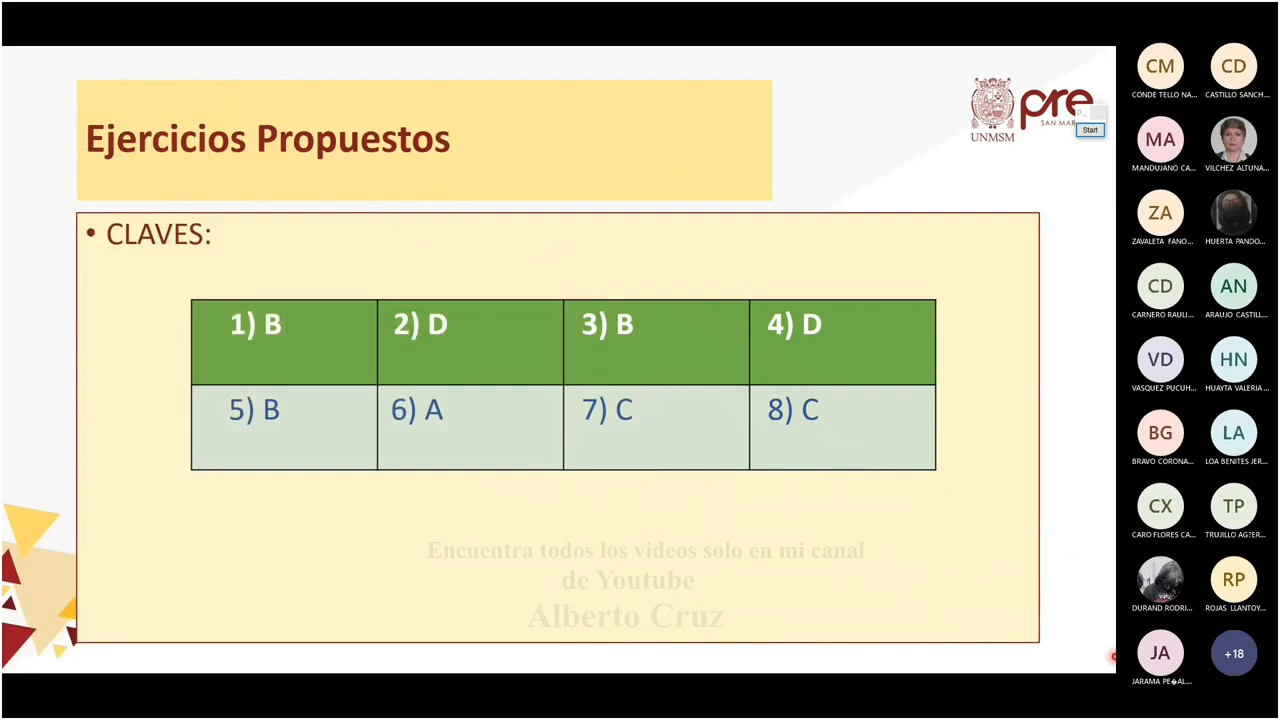 Ejercicios Propuestos
UNMSM
pre
SAN MAR
P...
Start
• CLAVES:
1) B 2) D 3) B 4) D
5) B 6) A 7) C 8) C
Encuentra todos los videos solo en mi canal
de Youtube
Alberto Cruz
CM CD
CONDE TELLO NA... CASTILLO SANCH...
MA
MANDUJANO CA... VILCHEZ ALTUNA...
ZA
ZAVALETA FANO... HUERTA PANDO...
CD AN
CARNERO RAULI... ARAUJO CASTILL...
VD HN
VASQUEZ PUCUH... HUAYTA VALERIA ...
BG LA
BRAVO CORONA... LOA BENITES JER...
CX TP
CARO FLORES CA... TRUJILLO AG?ER...
RP
DURAND RODRI... ROJAS LLANTOY...
JA +18
JARAMA PE�AL...